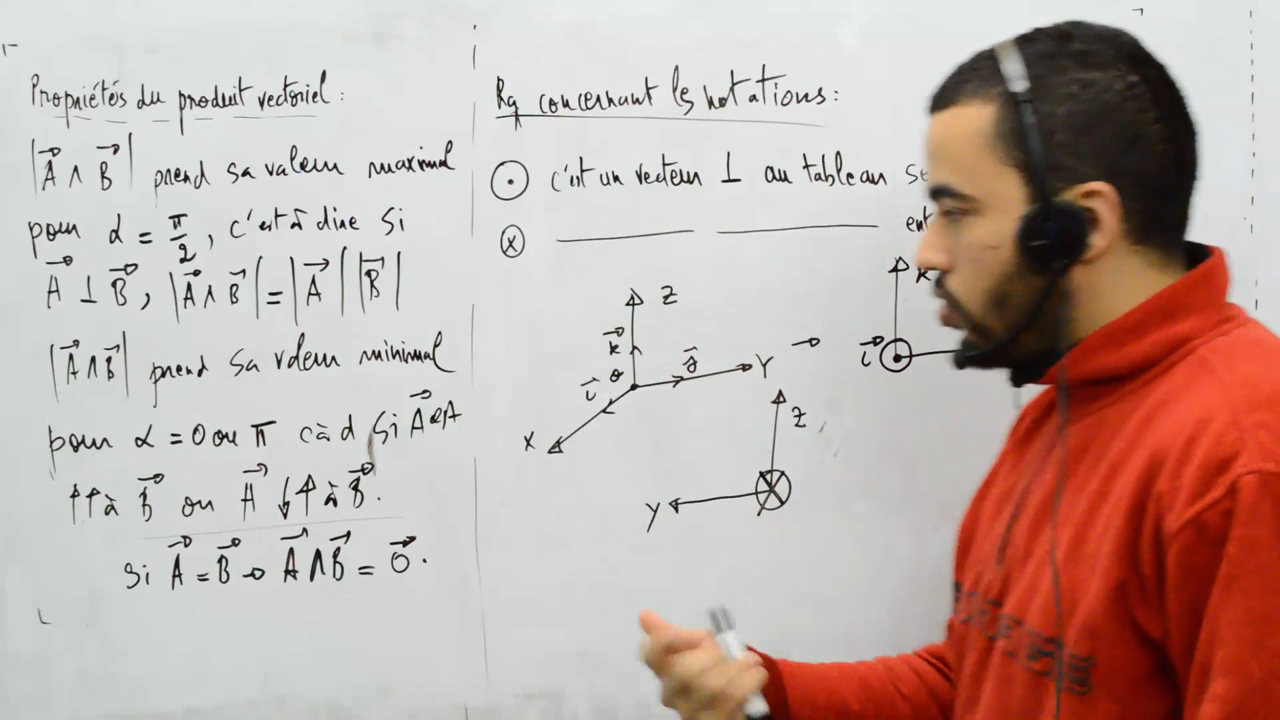 Propriétés du produit vectoriel :
|A⃗ ∧ B⃗| prend sa valeur maximal
pour α = π/2, c'est à dire si
A⃗ ⊥ B⃗, |A⃗ ∧ B⃗| = |A⃗| |B⃗|
|A⃗ ∧ B⃗| prend sa valeur minimal
pour α = 0 ou π càd si A⃗
↑↑ à B⃗ ou A⃗ ↓↑ à B⃗.
si A⃗ = B⃗ → A⃗ ∧ B⃗ = 0⃗.
Rq concernant les notations :
⊙ c'est un vecteur ⊥ au tableau
⊗ ——— ———
Z
k⃗
O
i⃗
j⃗
Y
X
Z
Y
k
i⃗